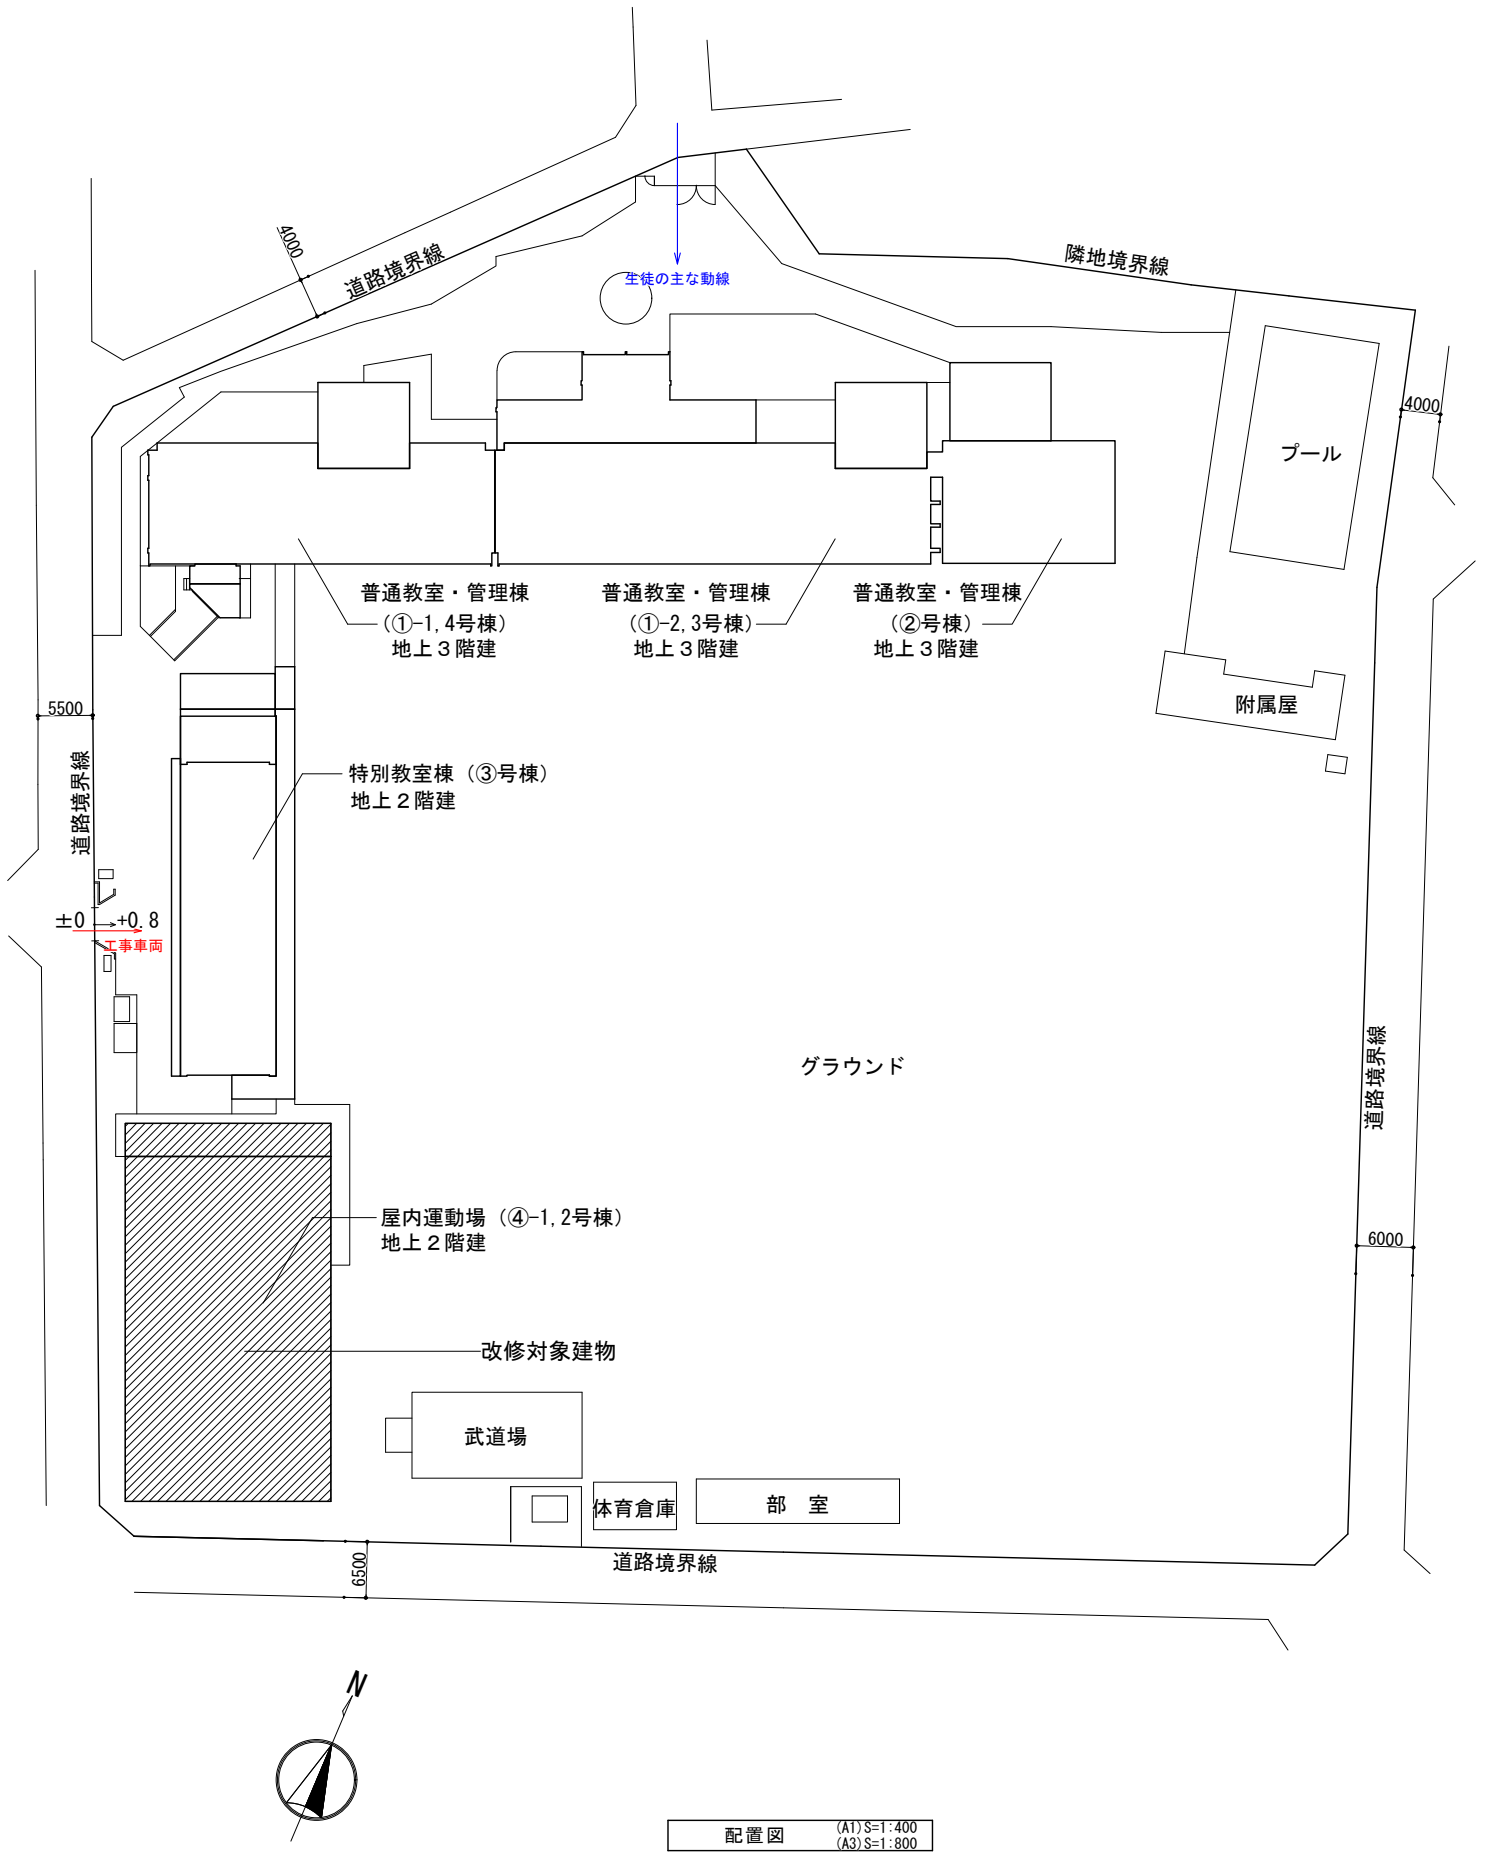 4000
道路境界線
生徒の主な動線
隣地境界線
4000
プール
普通教室・管理棟
(①-1,4号棟)
地上３階建
普通教室・管理棟
(①-2,3号棟)
地上３階建
普通教室・管理棟
(②号棟)
地上３階建
附属屋
5500
道路境界線
特別教室棟（③号棟）
地上２階建
±0
+0.8
工事車両
グラウンド
道路境界線
屋内運動場（④-1,2号棟）
地上２階建
6000
改修対象建物
武道場
体育倉庫
部　室
道路境界線
6500
N
配置図
(A1)S=1:400
(A3)S=1:800